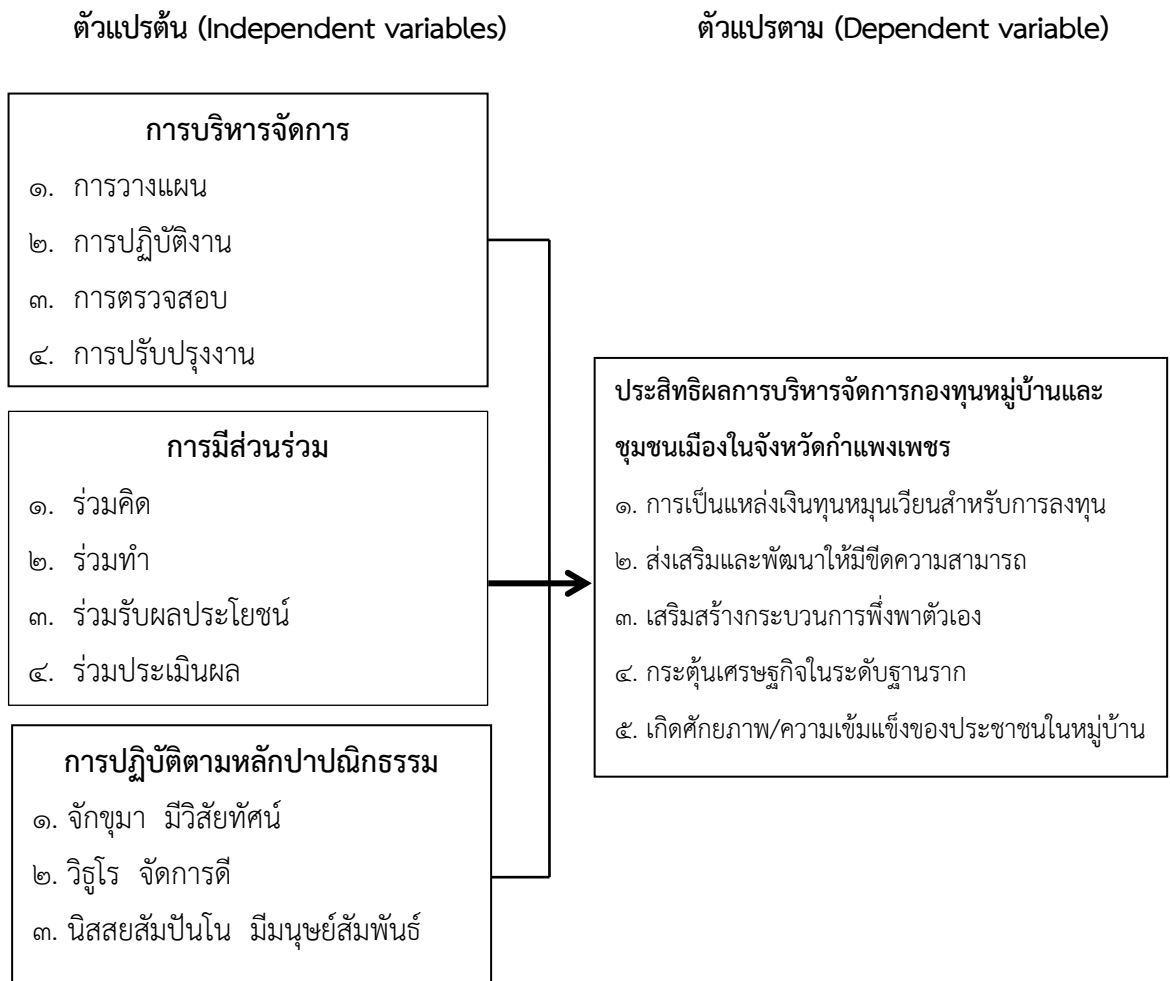 ตัวแปรต้น (Independent variables)
ตัวแปรตาม (Dependent variable)
การบริหารจัดการ
๑. การวางแผน
๒. การปฏิบัติงาน
๓. การตรวจสอบ
๔. การปรับปรุงงาน
การมีส่วนร่วม
๑. ร่วมคิด
๒. ร่วมทำ
๓. ร่วมรับผลประโยชน์
๔. ร่วมประเมินผล
การปฏิบัติตามหลักปาปณิกธรรม
๑. จักขุมา มีวิสัยทัศน์
๒. วิธูโร จัดการดี
๓. นิสสยสัมปันโน มีมนุษย์สัมพันธ์
ประสิทธิผลการบริหารจัดการกองทุนหมู่บ้านและ
ชุมชนเมืองในจังหวัดกำแพงเพชร
๑. การเป็นแหล่งเงินทุนหมุนเวียนสำหรับการลงทุน
๒. ส่งเสริมและพัฒนาให้มีขีดความสามารถ
๓. เสริมสร้างกระบวนการพึ่งพาตัวเอง
๔. กระตุ้นเศรษฐกิจในระดับฐานราก
๕. เกิดศักยภาพ/ความเข้มแข็งของประชาชนในหมู่บ้าน